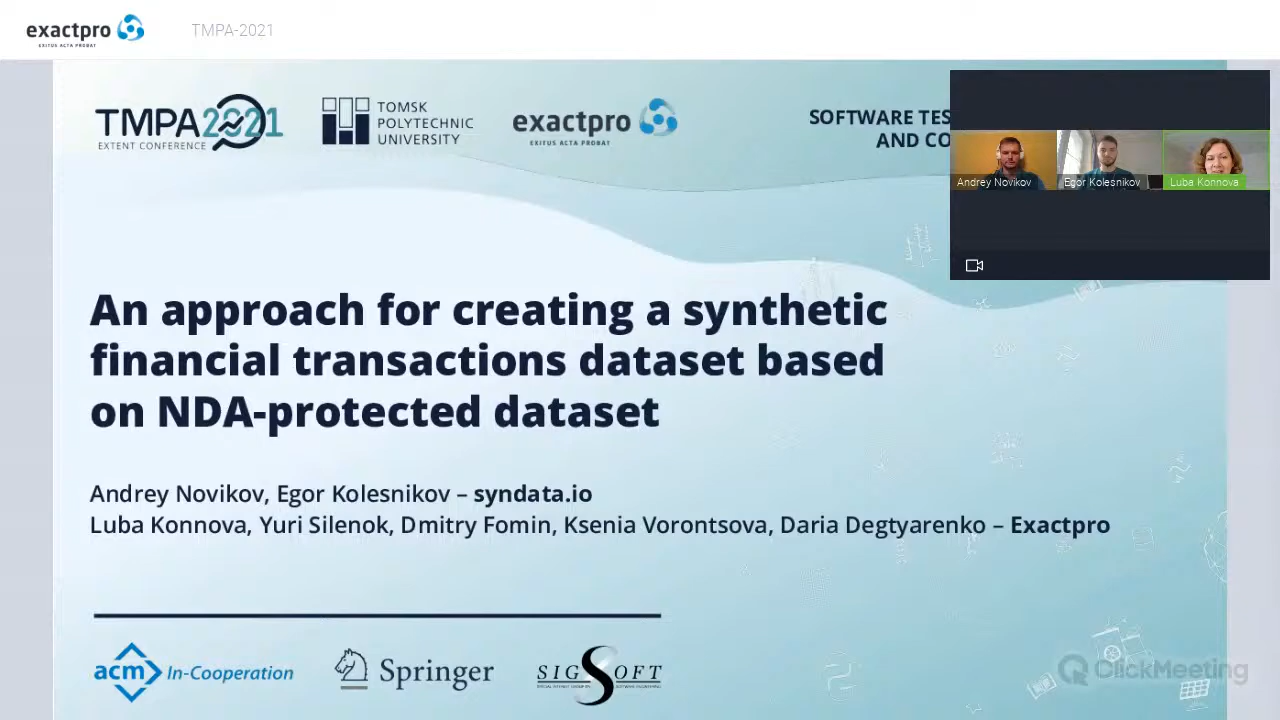 exactpro
EXITUS ACTA PROBAT
TMPA-2021
TMPA 2021
EXTENT CONFERENCE
TOMSK
POLYTECHNIC
UNIVERSITY
exactpro
EXITUS ACTA PROBAT
SOFTWARE TES
AND CO
Andrey Novikov
Egor Kolesnikov
Luba Konnova
An approach for creating a synthetic
financial transactions dataset based
on NDA-protected dataset
Andrey Novikov, Egor Kolesnikov – syndata.io
Luba Konnova, Yuri Silenok, Dmitry Fomin, Ksenia Vorontsova, Daria Degtyarenko – Exactpro
acm In-Cooperation
Springer
SIGSOFT
ClickMeeting